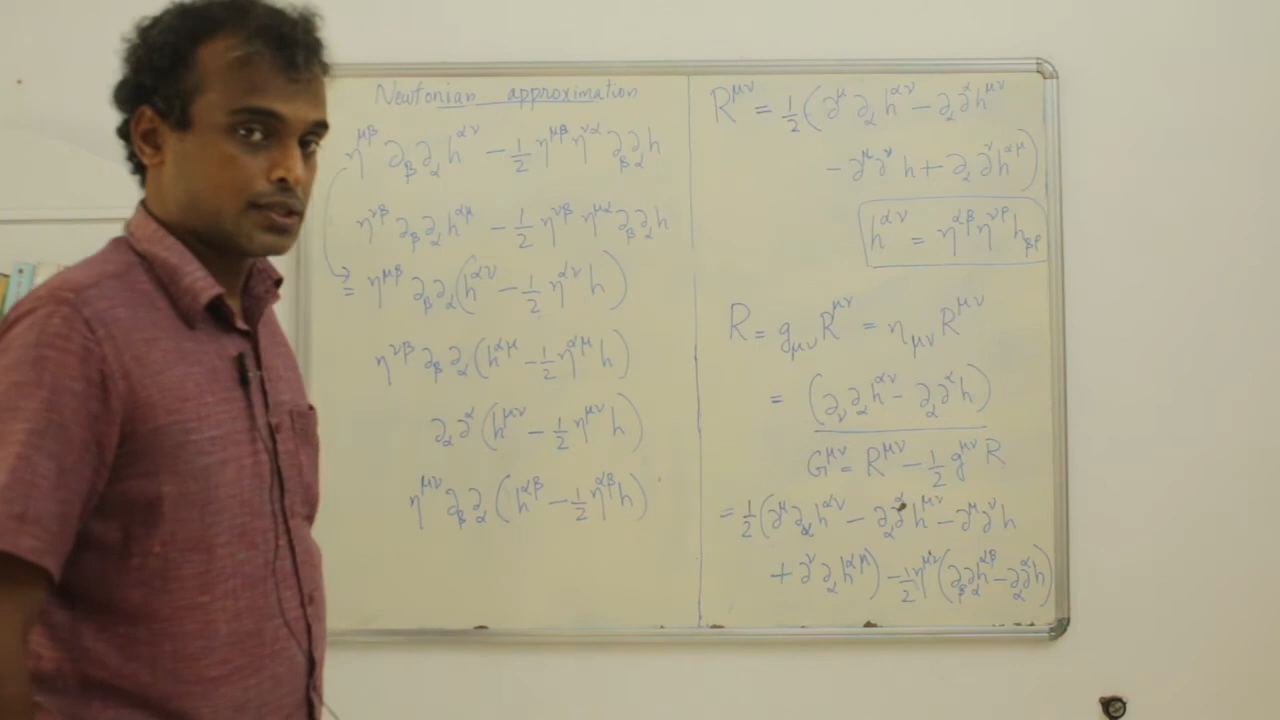 Newtonian approximation
η^{μβ} ∂_β ∂_α h^{αν} − 1/2 η^{μβ} η^{να} ∂_β ∂_α h
η^{νβ} ∂_β ∂_α h^{αμ} − 1/2 η^{νβ} η^{μα} ∂_β ∂_α h
= η^{μβ} ∂_β ∂_α (h^{αν} − 1/2 η^{αν} h)
η^{νβ} ∂_β ∂_α (h^{αμ} − 1/2 η^{αμ} h)
∂_α ∂^α (h^{μν} − 1/2 η^{μν} h)
η^{μν} ∂_β ∂_α (h^{αβ} − 1/2 η^{αβ} h)
R^{μν} = 1/2 (∂^μ ∂_α h^{αν} − ∂_α ∂^α h^{μν}
− ∂^μ ∂^ν h + ∂_α ∂^ν h^{αμ})
h^{αν} = η^{αβ} η^{νρ} h_{βρ}
R = g_{μν} R^{μν} = η_{μν} R^{μν}
= (∂_ν ∂_α h^{αν} − ∂_α ∂^α h)
G^{μν} = R^{μν} − 1/2 g^{μν} R
= 1/2 (∂^μ ∂_α h^{αν} − ∂_α ∂^α h^{μν} − ∂^μ ∂^ν h
+ ∂^ν ∂_α h^{αμ}) − 1/2 η^{μν} (∂_β ∂_α h^{αβ} − ∂_α ∂^α h)